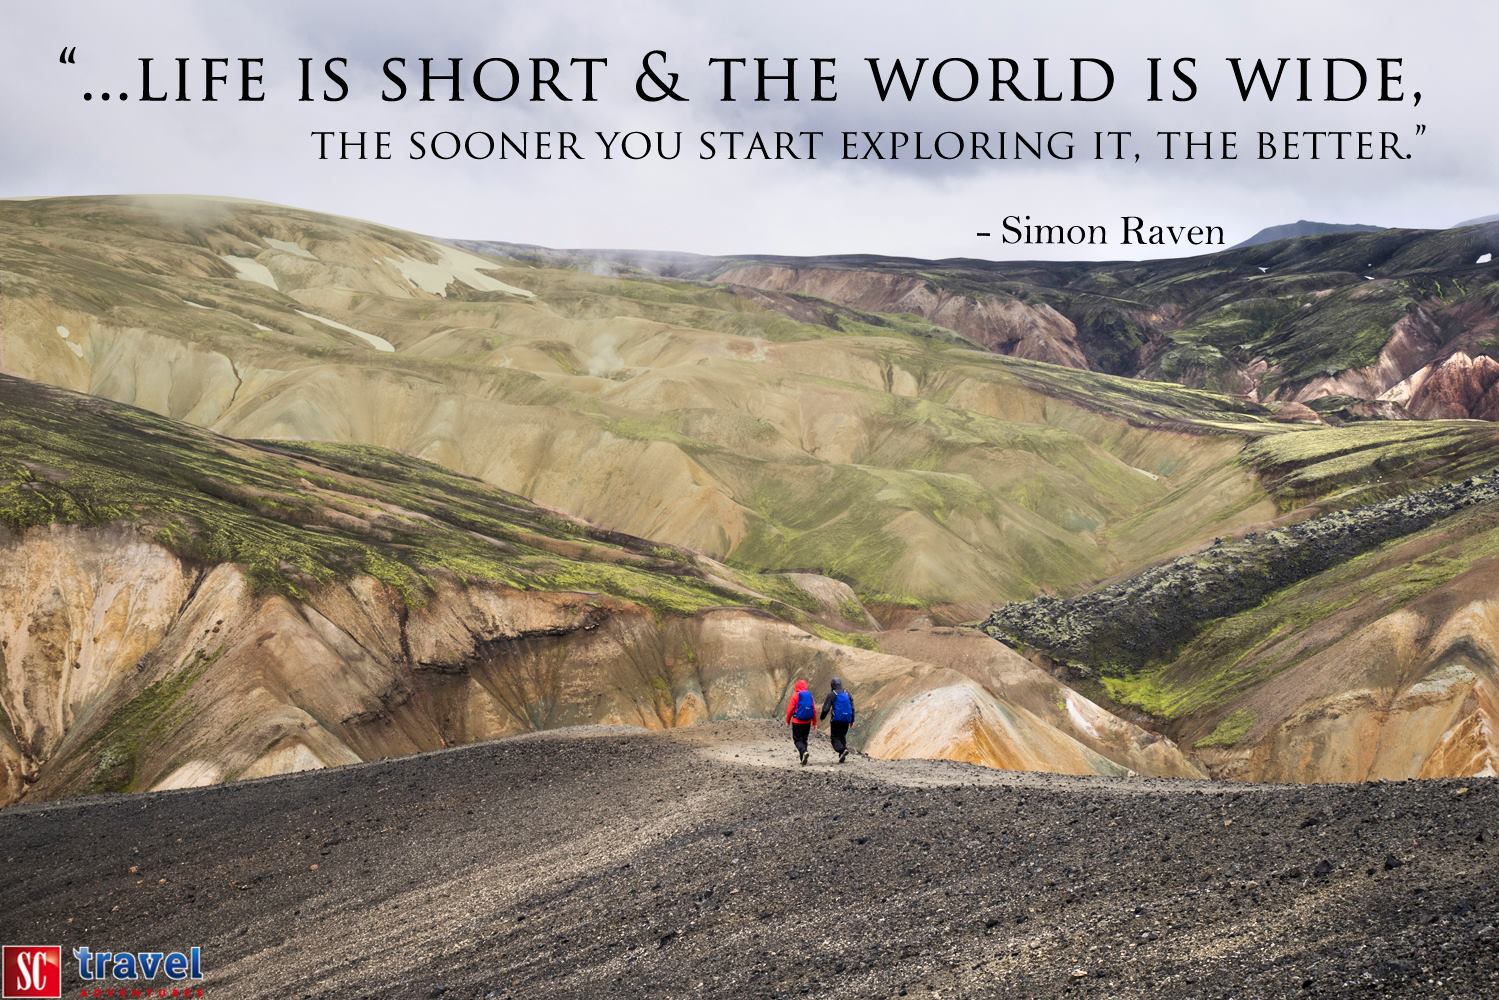 “...LIFE IS SHORT & THE WORLD IS WIDE,
THE SOONER YOU START EXPLORING IT, THE BETTER.”
- Simon Raven
SC travel
ADVENTURES